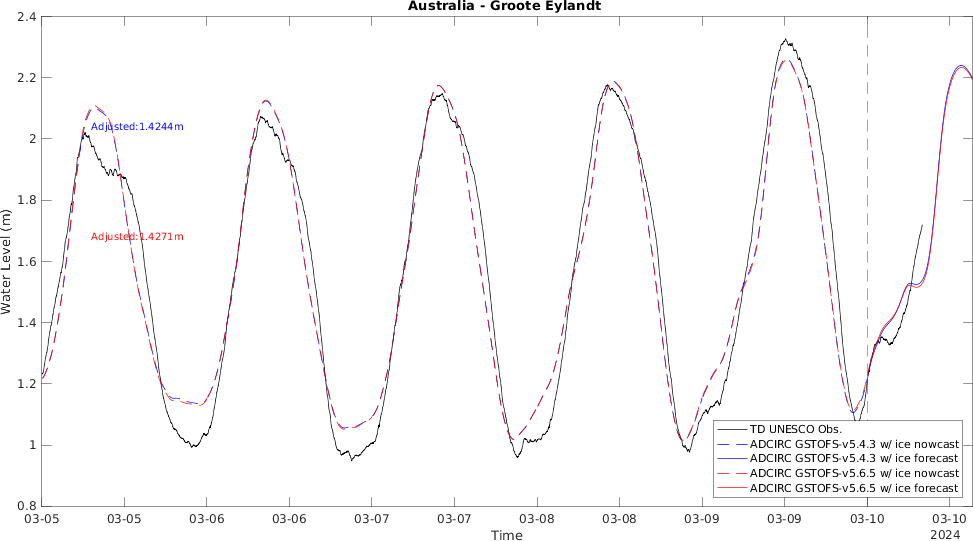 Australia - Groote Eylandt
2.4
2.2
2
1.8
1.6
1.4
1.2
1
0.8
Water Level (m)
Adjusted:1.4244m
Adjusted:1.4271m
TD UNESCO Obs.
ADCIRC GSTOFS-v5.4.3 w/ ice nowcast
ADCIRC GSTOFS-v5.4.3 w/ ice forecast
ADCIRC GSTOFS-v5.6.5 w/ ice nowcast
ADCIRC GSTOFS-v5.6.5 w/ ice forecast
03-05 03-05 03-06 03-06 03-07 03-07 03-08 03-08 03-09 03-09 03-10 03-10
2024
Time